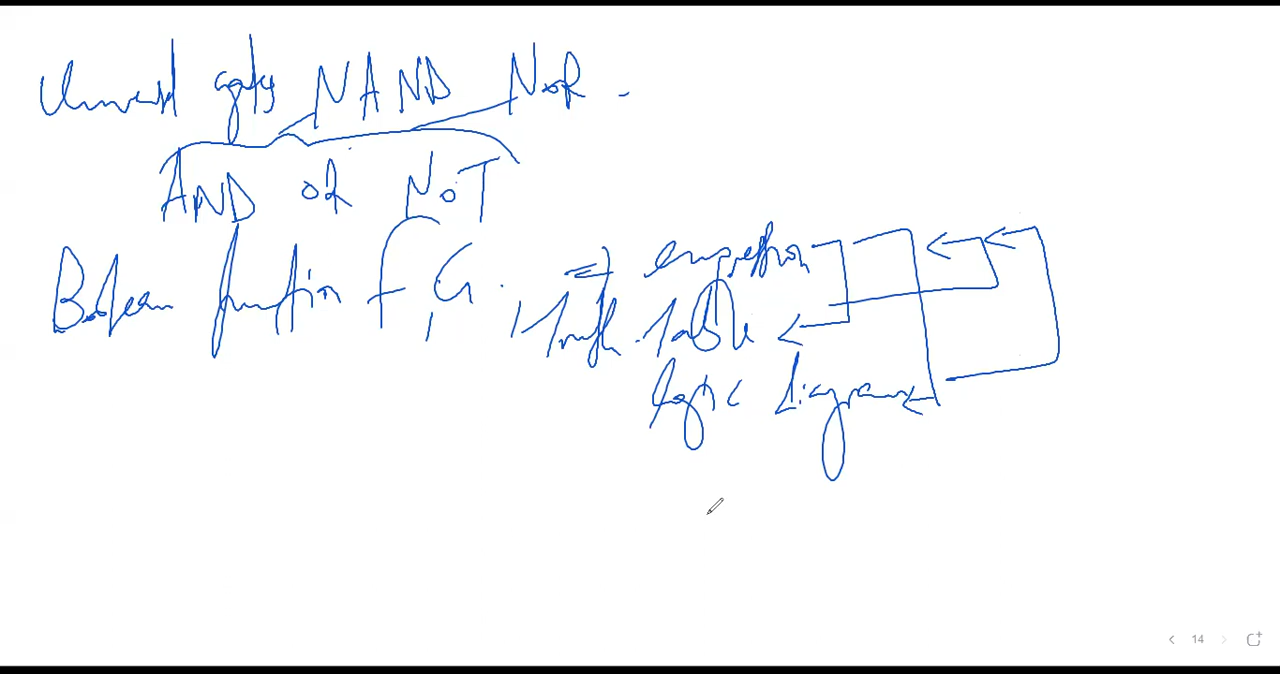 Universal gates NAND NOR.
AND OR NOT
Boolean function F, G. => expression
Truth-Table
logic diagram
14